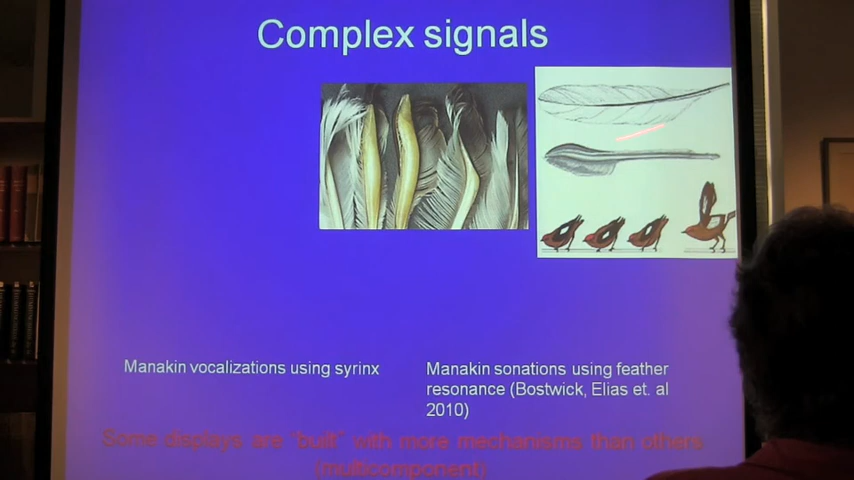 Complex signals
Manakin vocalizations using syrinx
Manakin sonations using feather
resonance (Bostwick, Elias et. al
2010)
Some displays are "built" with more mechanisms than others
(multicomponent)